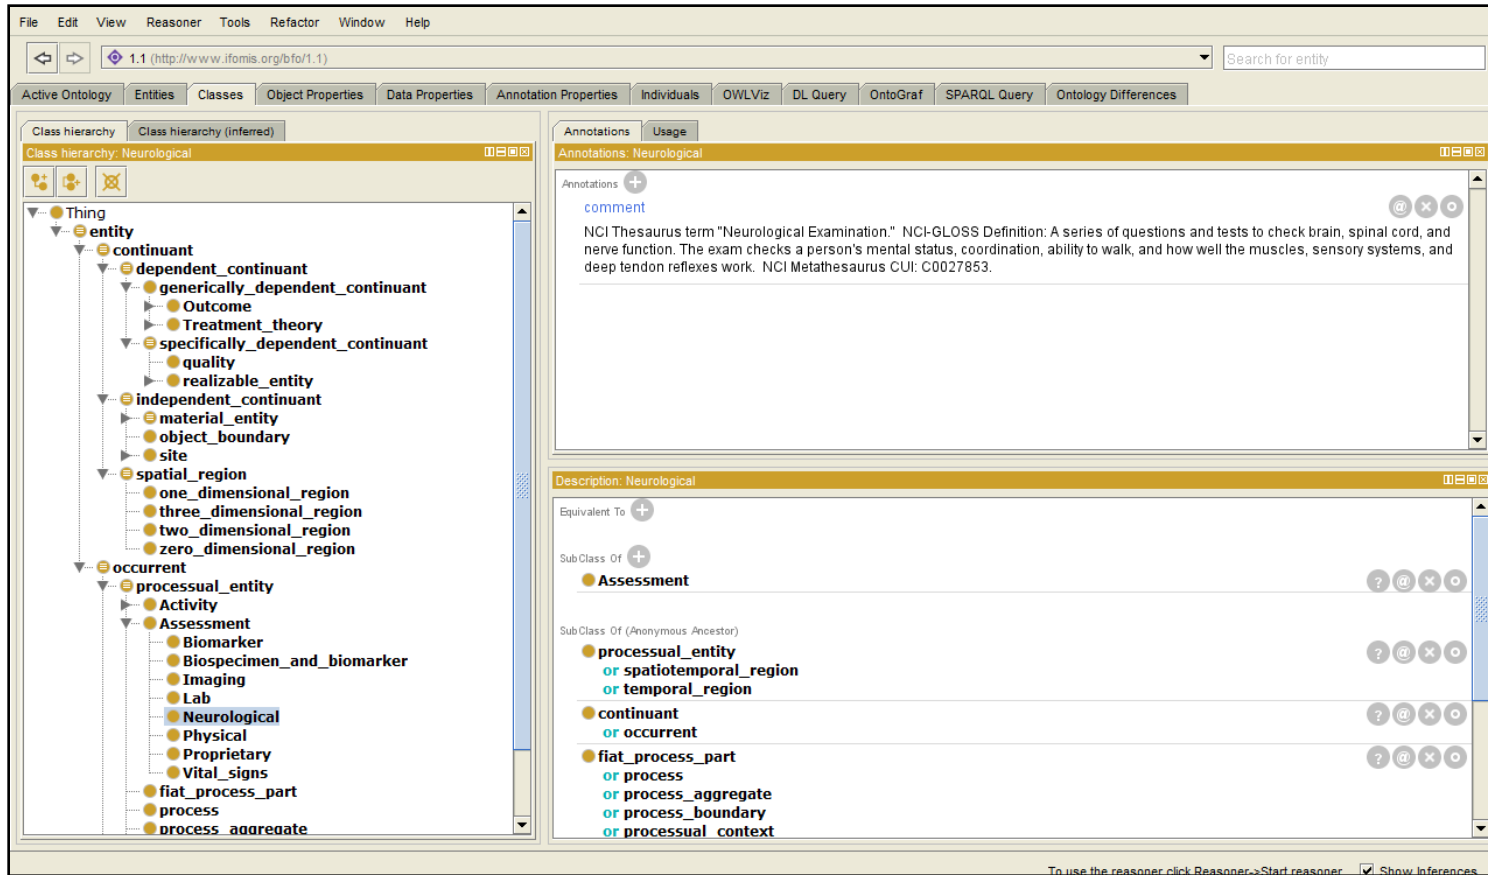 File Edit View Reasoner Tools Refactor Window Help
1.1 (http://www.ifomis.org/bfo/1.1)
Search for entity
Active Ontology Entities Classes Object Properties Data Properties Annotation Properties Individuals OWLViz DL Query OntoGraf SPARQL Query Ontology Differences
Class hierarchy Class hierarchy (inferred)
Class hierarchy: Neurological
Thing
entity
continuant
dependent_continuant
generically_dependent_continuant
Outcome
Treatment_theory
specifically_dependent_continuant
quality
realizable_entity
independent_continuant
material_entity
object_boundary
site
spatial_region
one_dimensional_region
three_dimensional_region
two_dimensional_region
zero_dimensional_region
occurrent
processual_entity
Activity
Assessment
Biomarker
Biospecimen_and_biomarker
Imaging
Lab
Neurological
Physical
Proprietary
Vital_signs
fiat_process_part
process
process_aggregate
Annotations Usage
Annotations: Neurological
Annotations
comment
NCI Thesaurus term "Neurological Examination." NCI-GLOSS Definition: A series of questions and tests to check brain, spinal cord, and
nerve function. The exam checks a person's mental status, coordination, ability to walk, and how well the muscles, sensory systems, and
deep tendon reflexes work. NCI Metathesaurus CUI: C0027853.
Description: Neurological
Equivalent To
SubClass Of
Assessment
SubClass Of (Anonymous Ancestor)
processual_entity
or spatiotemporal_region
or temporal_region
continuant
or occurrent
fiat_process_part
or process
or process_aggregate
or process_boundary
or processual_context
To use the reasoner click Reasoner->Start reasoner Show Inferences